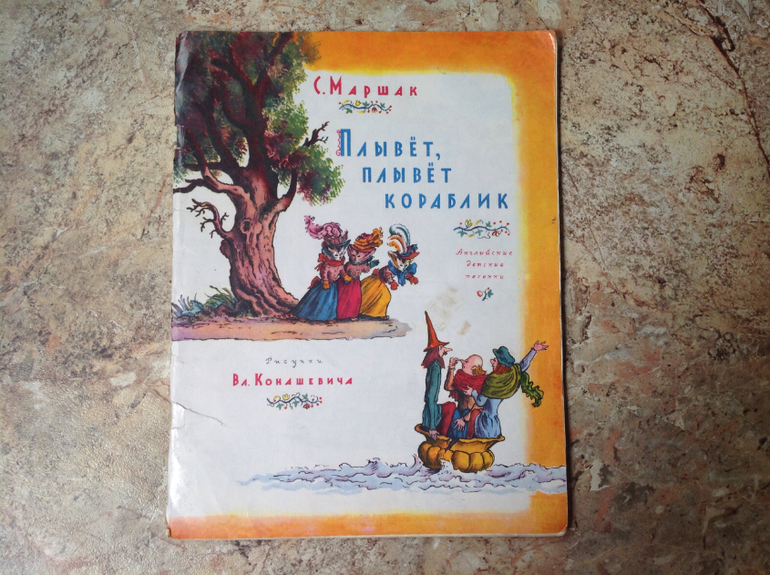 С. Маршак
Плывёт,
плывёт
кораблик
Английские
детские
песенки
Рисунки
Вл. Конашевича